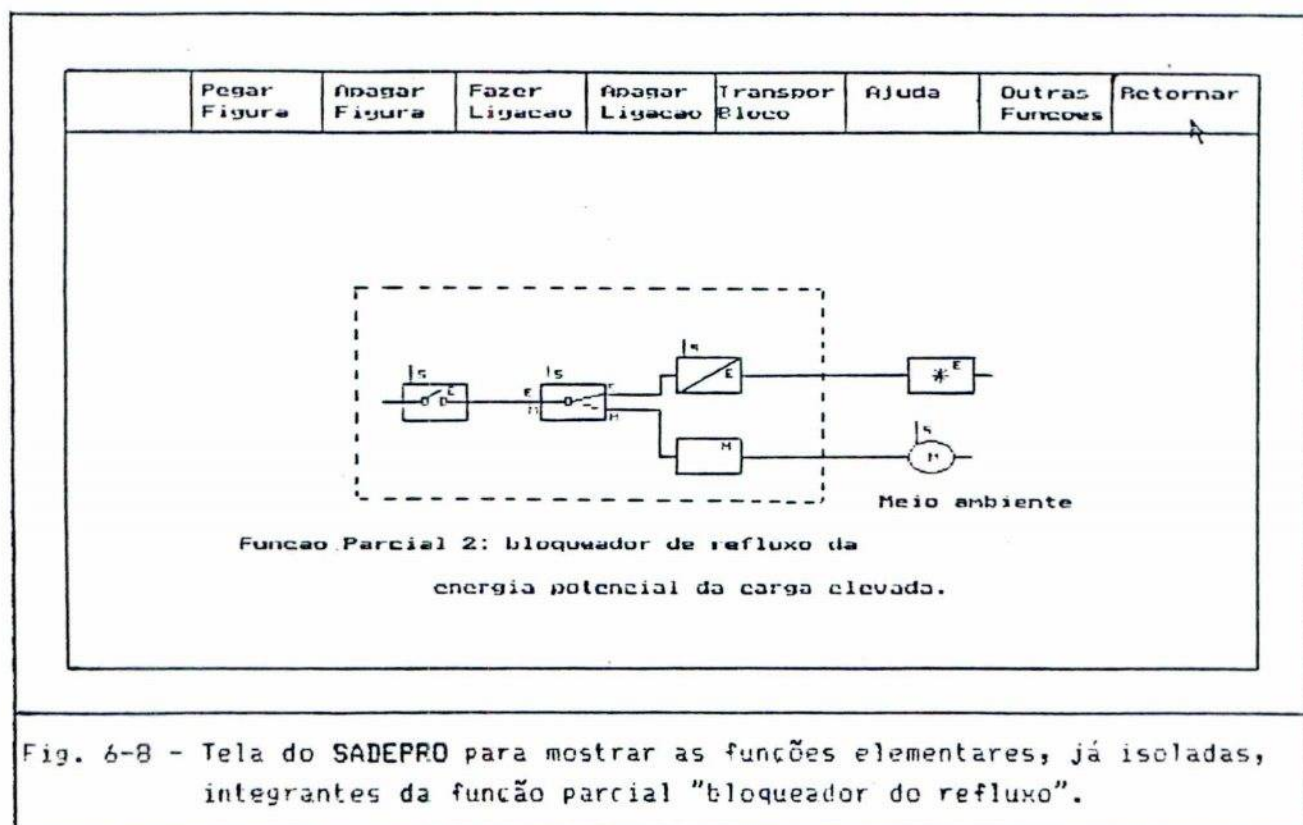 Pegar Figura
Apagar Figura
Fazer Ligacao
Apagar Ligacao
Transpor Bloco
Ajuda
Outras Funcoes
Retornar
S
E
S
E
M
M
S
E
E
M
S
M
Meio ambiente
Funcao Parcial 2: bloqueador de refluxo da
energia potencial da carga elevada.
Fig. 6-8 - Tela do SADEPRO para mostrar as funções elementares, já isoladas,
integrantes da função parcial "bloqueador do refluxo".